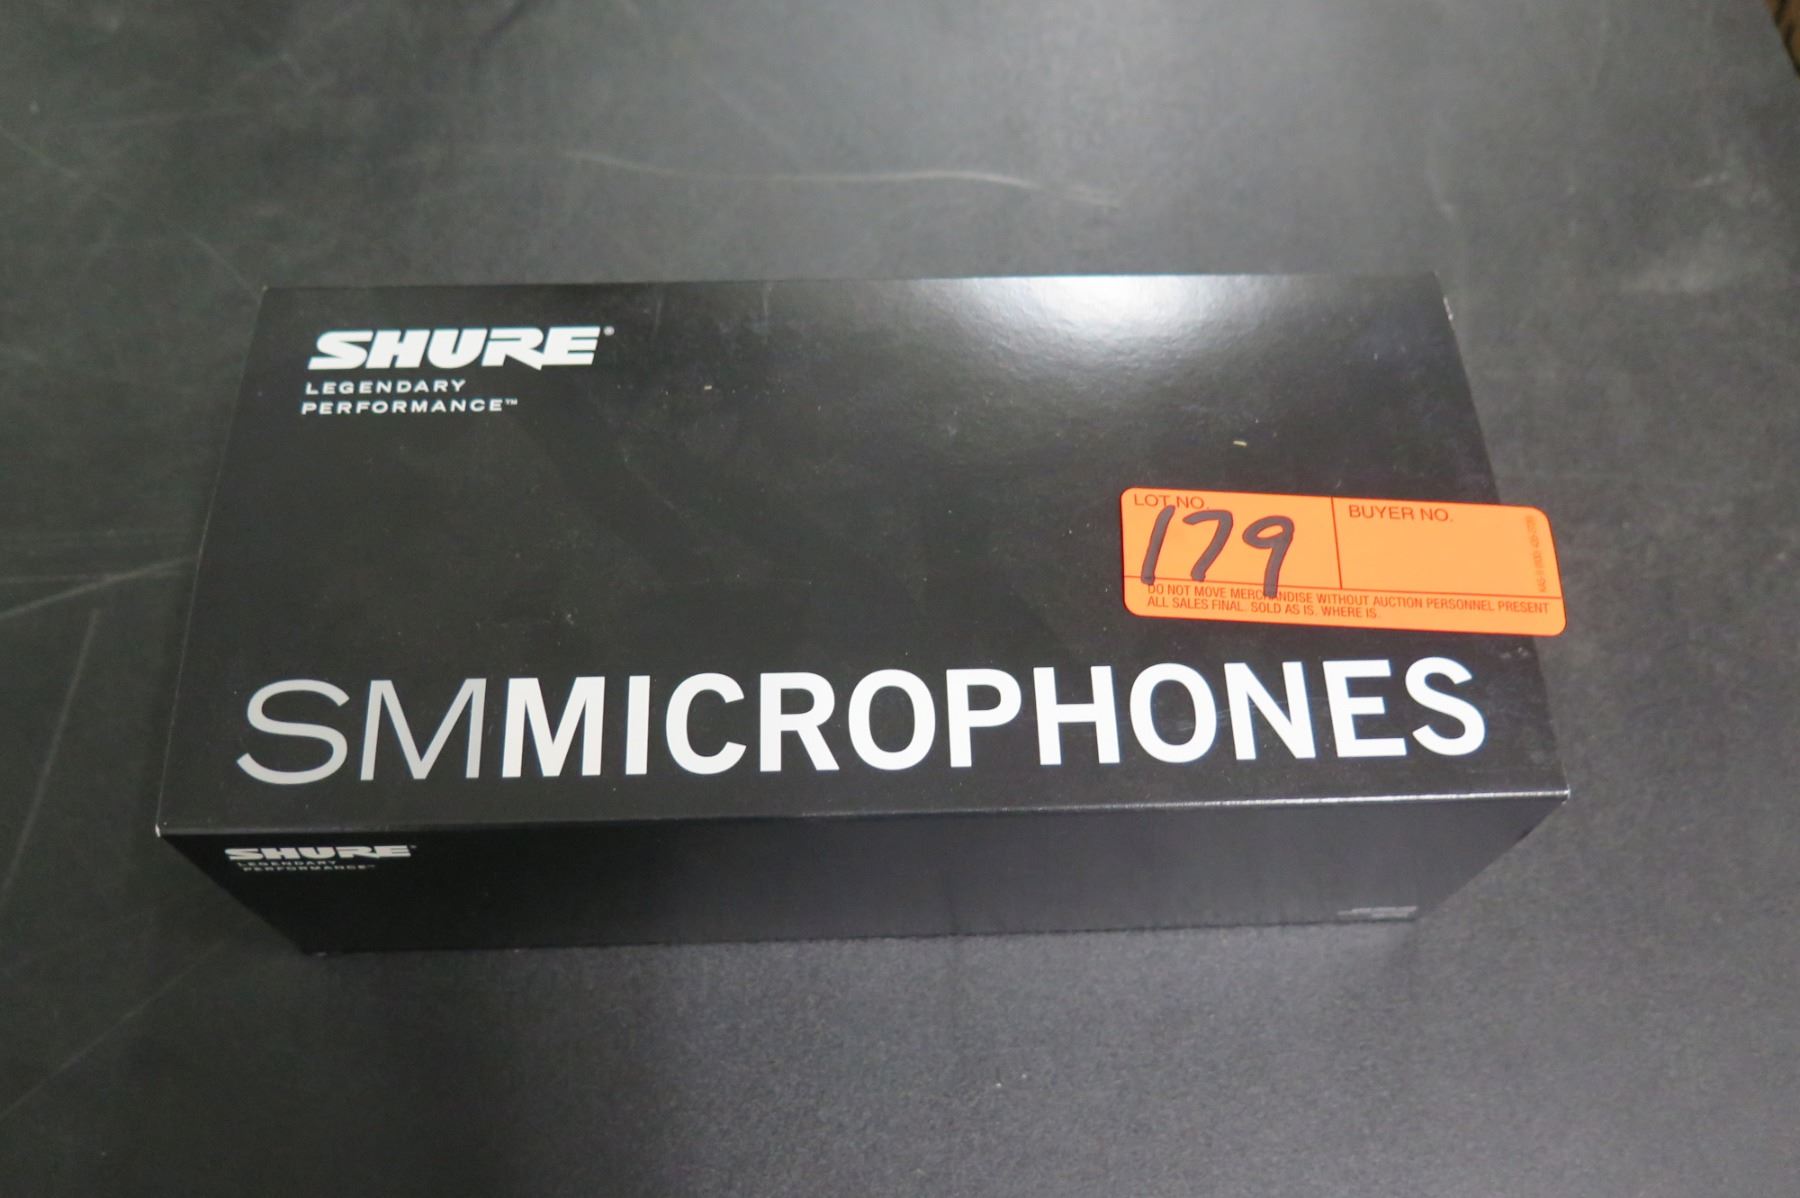 SHURE®
LEGENDARY
PERFORMANCE™
LOT NO.
179
BUYER NO.
DO NOT MOVE MERCHANDISE WITHOUT AUCTION PERSONNEL PRESENT
ALL SALES FINAL. SOLD AS IS. WHERE IS.
SMMICROPHONES
SHURE
LEGENDARY
PERFORMANCE™